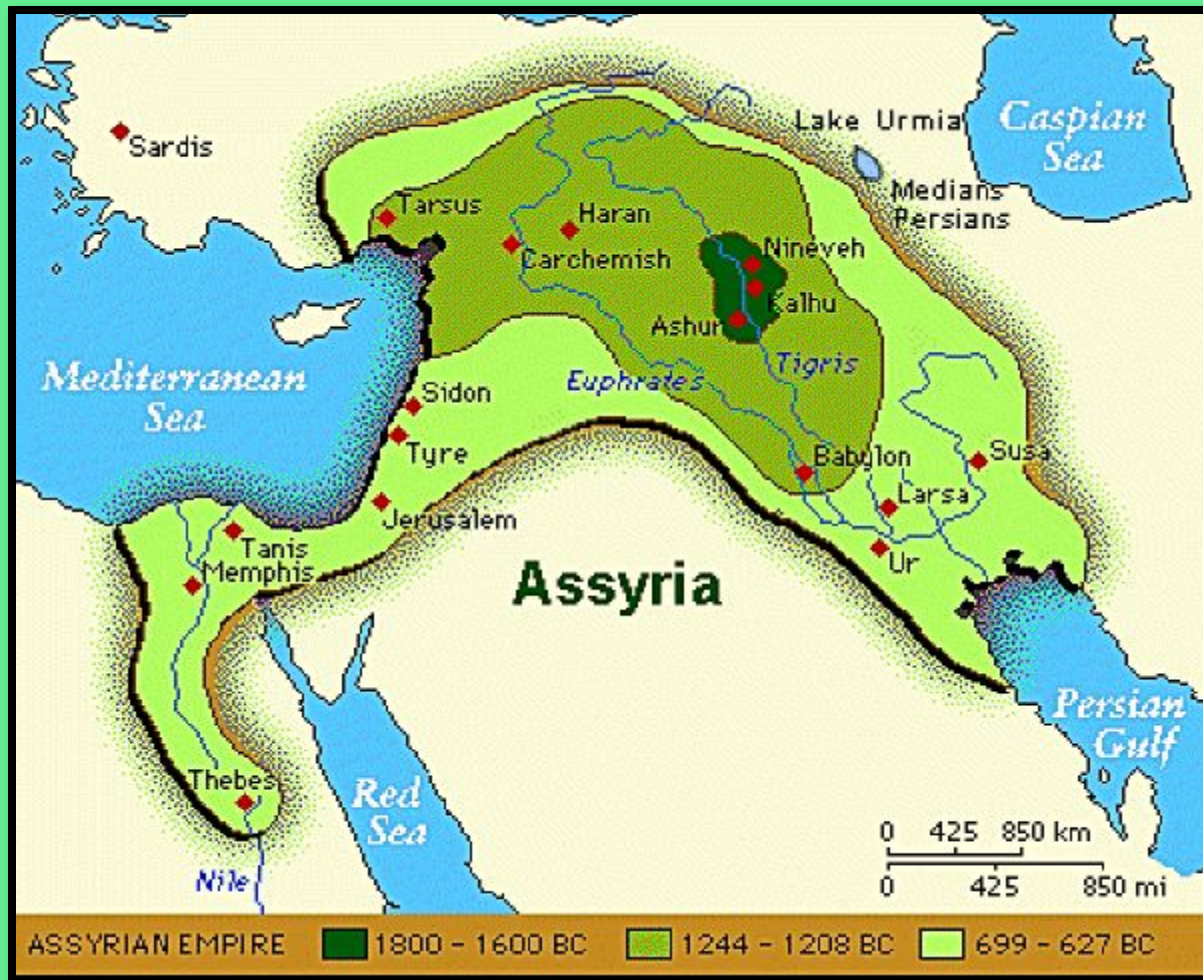 Caspian
Sea
Lake Urmia
Sardis
Medians
Persians
Tarsus
Haran
Nineveh
Carchemish
Kalhu
Ashur
Tigris
Euphrates
Mediterranean
Sea
Sidon
Tyre
Babylon
Susa
Larsa
Jerusalem
Tanis
Ur
Memphis
Assyria
Persian
Gulf
Thebes
Red
Sea
Nile
0 425 850 km
0 425 850 mi
ASSYRIAN EMPIRE 1800 - 1600 BC 1244 - 1208 BC 699 - 627 BC